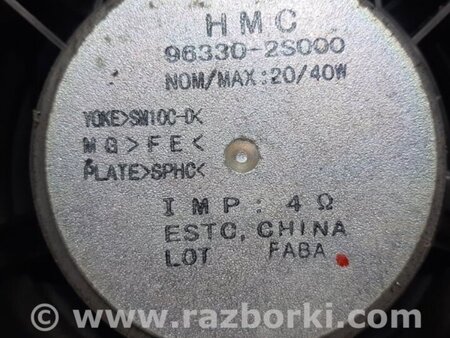 HMC
96330-2S000
NOM/MAX:20/40W
YOKE>SM10C-D<
MG>FE<
PLATE>SPHC<
IMP: 4Ω
ESTC, CHINA
LOT FABA
© www.razborki.com/